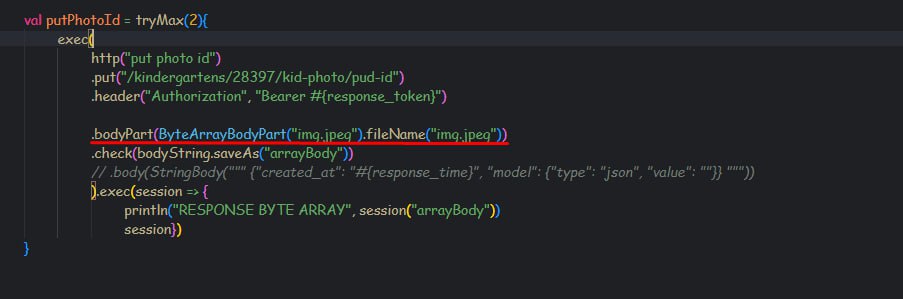 val putPhotoId = tryMax(2){
exec(
http("put photo id")
.put("/kindergartens/28397/kid-photo/pud-id")
.header("Authorization", "Bearer #{response_token}")
.bodyPart(ByteArrayBodyPart("img.jpeg").fileName("img.jpeg"))
.check(bodyString.saveAs("arrayBody"))
// .body(StringBody(""" {"created_at": "#{response_time}", "model": {"type": "json", "value": ""}} """))
).exec(session => {
println("RESPONSE BYTE ARRAY", session("arrayBody"))
session})
}